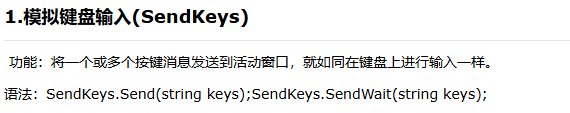 1.模拟键盘输入(SendKeys)
功能：将一个或多个按键消息发送到活动窗口，就如同在键盘上进行输入一样。
语法：SendKeys.Send(string keys);SendKeys.SendWait(string keys);